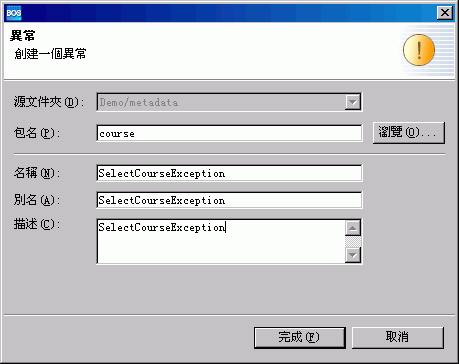 BOS
異常
創建一個異常
源文件夾(D): Demo/metadata
包名(P): course 瀏覽(O)...
名稱(N): SelectCourseException
別名(A): SelectCourseException
描述(C): SelectCourseException
完成(F) 取消